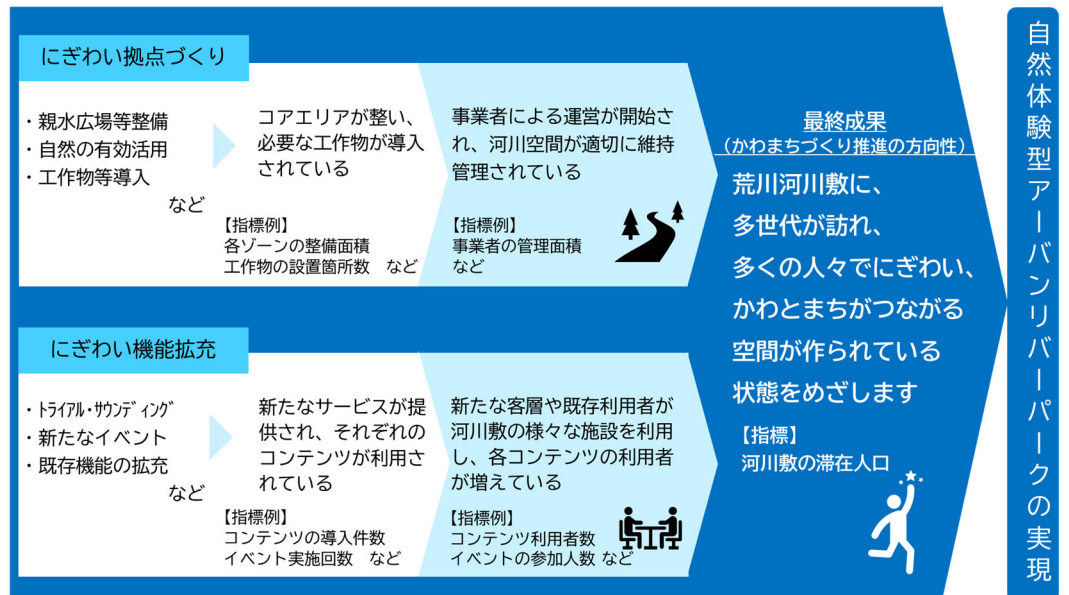 にぎわい拠点づくり
・親水広場等整備
・自然の有効活用
・工作物等導入
など
コアエリアが整い、
必要な工作物が導入
されている
【指標例】
各ゾーンの整備面積
工作物の設置箇所数 など
事業者による運営が開始さ
れ、河川空間が適切に維持
管理されている
【指標例】
事業者の管理面積
など
にぎわい機能拡充
・ﾄﾗｲｱﾙ･ｻｳﾝﾃﾞｨﾝｸﾞ
・新たなイベント
・既存機能の拡充
など
新たなサービスが提
供され、それぞれの
コンテンツが利用さ
れている
【指標例】
コンテンツの導入件数
イベント実施回数 など
新たな客層や既存利用者が
河川敷の様々な施設を利用
し、各コンテンツの利用者
が増えている
【指標例】
コンテンツ利用者数
イベントの参加人数 など
最終成果
（かわまちづくり推進の方向性）
荒川河川敷に、
多世代が訪れ、
多くの人々でにぎわい、
かわとまちがつながる
空間が作られている
状態をめざします
【指標】
河川敷の滞在人口
自然体験型アーバンリバーパークの実現